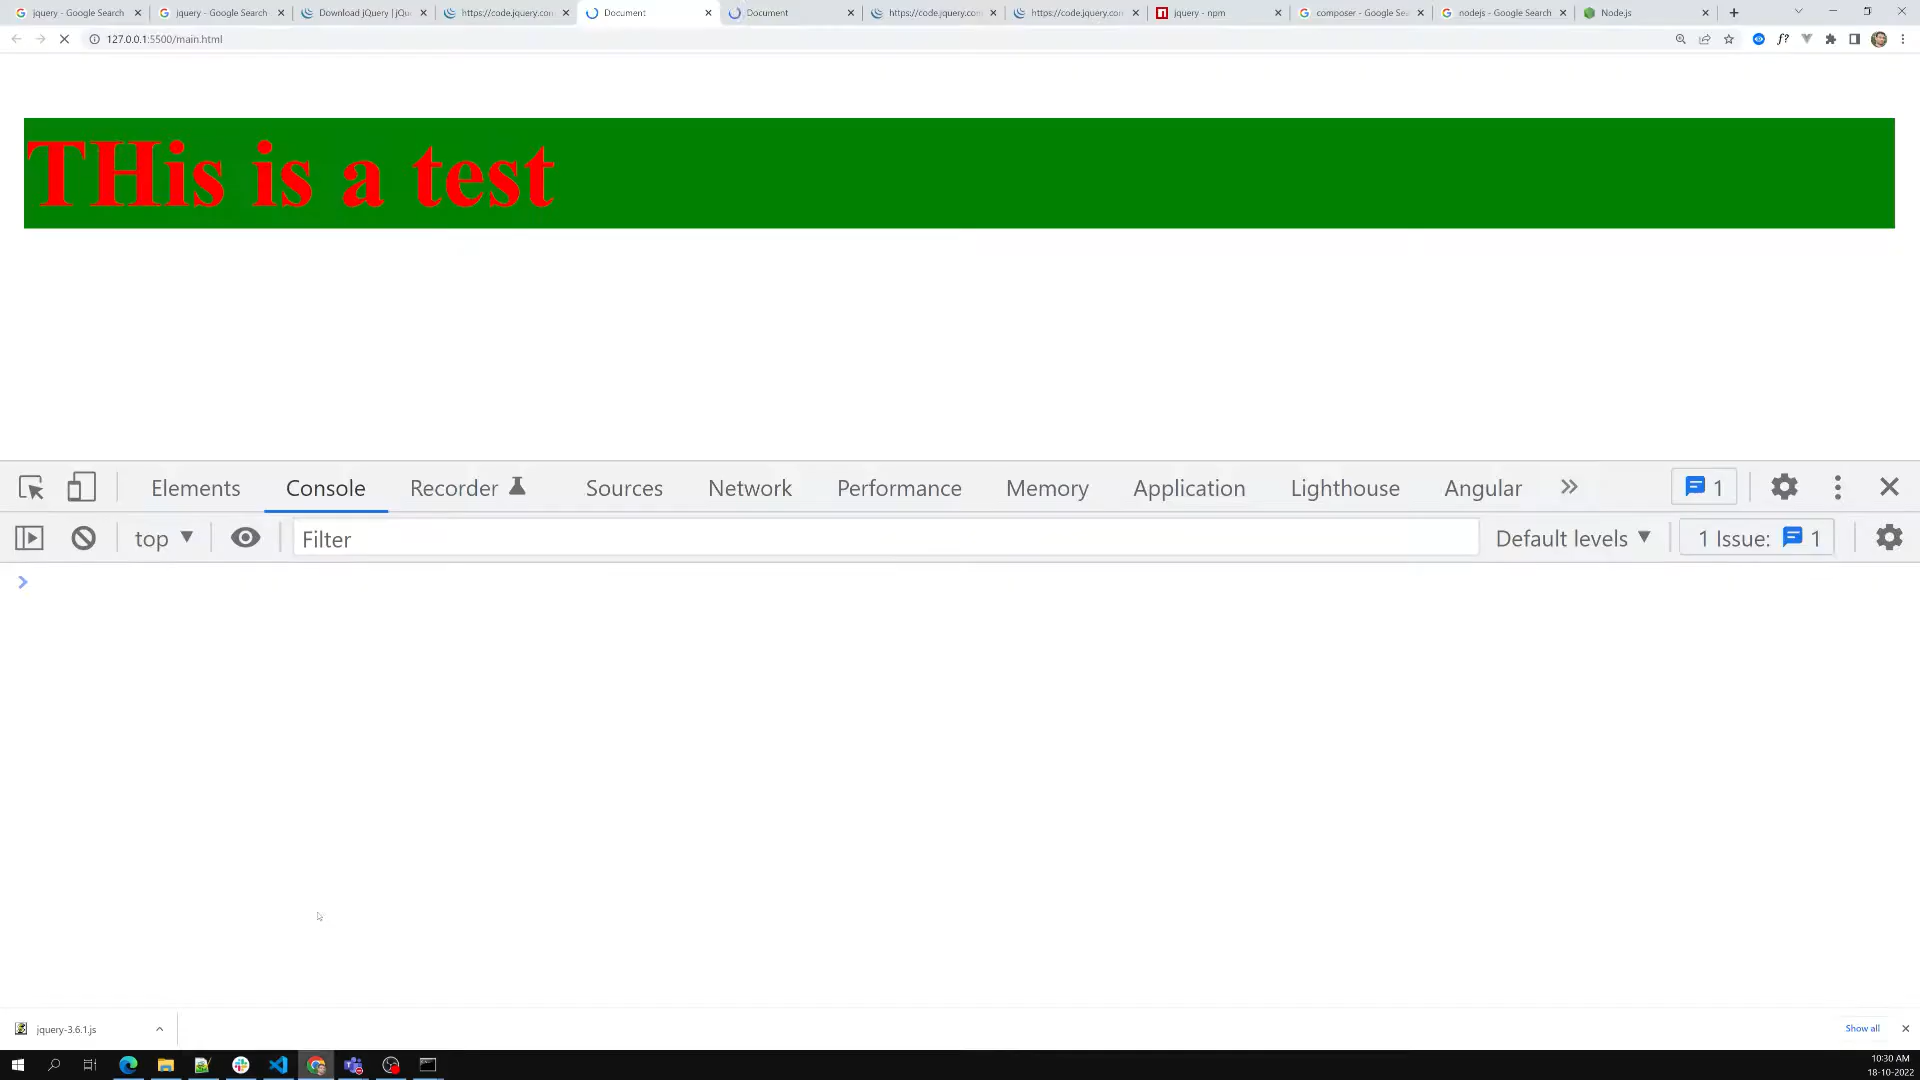 jquery - Google Search
jquery - Google Search
Download jQuery | jQu
https://code.jquery.com
Document
Document
https://code.jquery.com
https://code.jquery.com
jquery - npm
composer - Google Sea
nodejs - Google Search
Node.js
127.0.0.1:5500/main.html
f?
THis is a test
Elements
Console
Recorder
Sources
Network
Performance
Memory
Application
Lighthouse
Angular
1
top
Filter
Default levels
1 Issue: 1
jquery-3.6.1.js
Show all
10:30 AM
18-10-2022